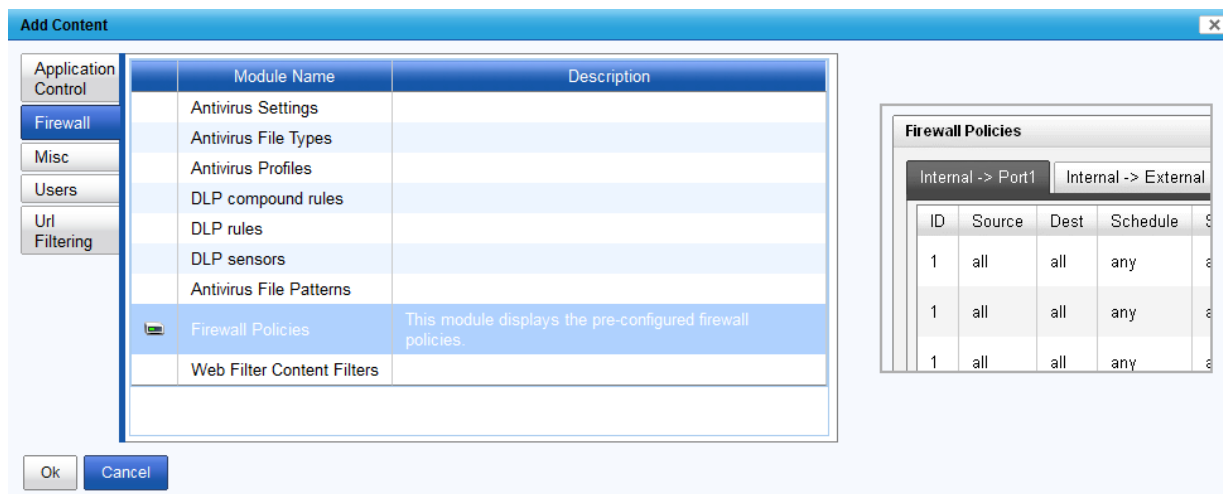 Add Content
Application
Control
Firewall
Misc
Users
Url
Filtering
Module Name Description
Antivirus Settings
Antivirus File Types
Antivirus Profiles
DLP compound rules
DLP rules
DLP sensors
Antivirus File Patterns
Firewall Policies This module displays the pre-configured firewall
policies.
Web Filter Content Filters
Firewall Policies
Internal -> Port1 Internal -> External
ID Source Dest Schedule
1 all all any
1 all all any
1 all all any
Ok Cancel